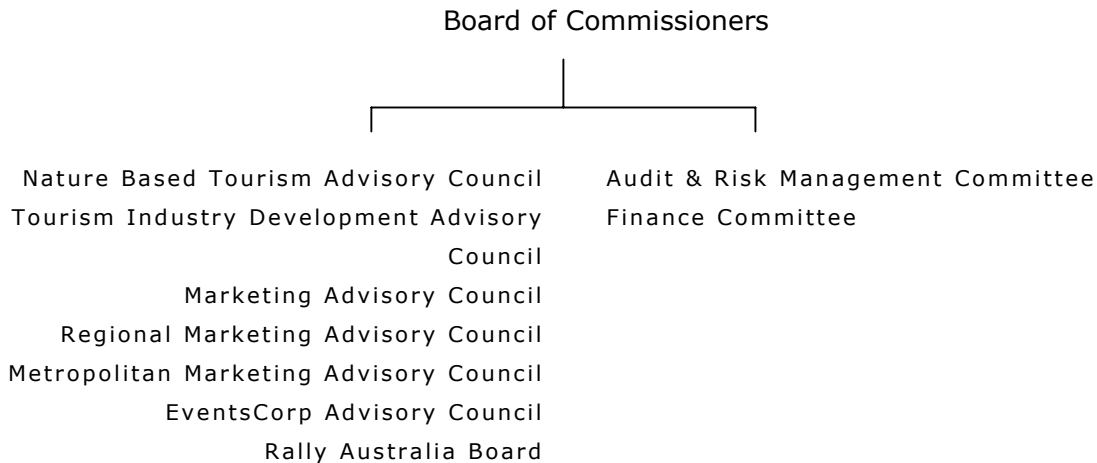 Board of Commissioners
Nature Based Tourism Advisory Council
Tourism Industry Development Advisory
Council
Marketing Advisory Council
Regional Marketing Advisory Council
Metropolitan Marketing Advisory Council
EventsCorp Advisory Council
Rally Australia Board
Audit & Risk Management Committee
Finance Committee